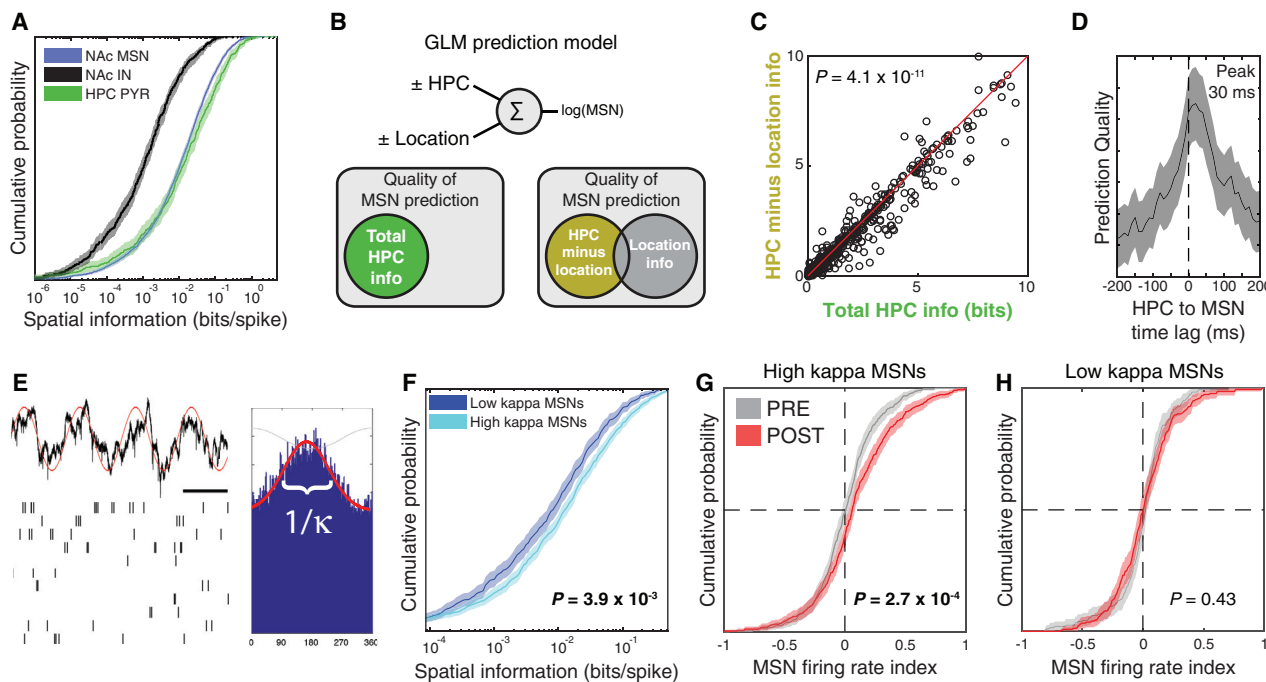 A
Cumulative probability
NAc MSN
NAc IN
HPC PYR
10^-6 10^-5 10^-4 10^-3 10^-2 10^-1 10^0
Spatial information (bits/spike)
B
GLM prediction model
± HPC
± Location
Σ
log(MSN)
Quality of
MSN prediction
Total
HPC
info
Quality of
MSN prediction
HPC
minus
location
Location
info
C
HPC minus location info
P = 4.1 x 10^-11
10
5
0
0 5 10
Total HPC info (bits)
D
Prediction Quality
Peak
30 ms
-200 -100 0 100 200
HPC to MSN
time lag (ms)
E
1/κ
0 90 180 270 360
F
Cumulative probability
Low kappa MSNs
High kappa MSNs
P = 3.9 x 10^-3
10^-4 10^-3 10^-2 10^-1
Spatial information (bits/spike)
G
High kappa MSNs
Cumulative probability
PRE
POST
P = 2.7 x 10^-4
-1 -0.5 0 0.5 1
MSN firing rate index
H
Low kappa MSNs
Cumulative probability
P = 0.43
-1 -0.5 0 0.5 1
MSN firing rate index